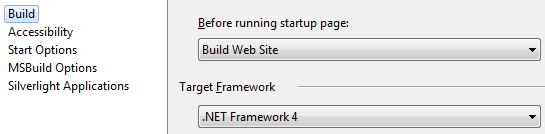 Build
Accessibility
Start Options
MSBuild Options
Silverlight Applications
Before running startup page:
Build Web Site
Target Framework
.NET Framework 4